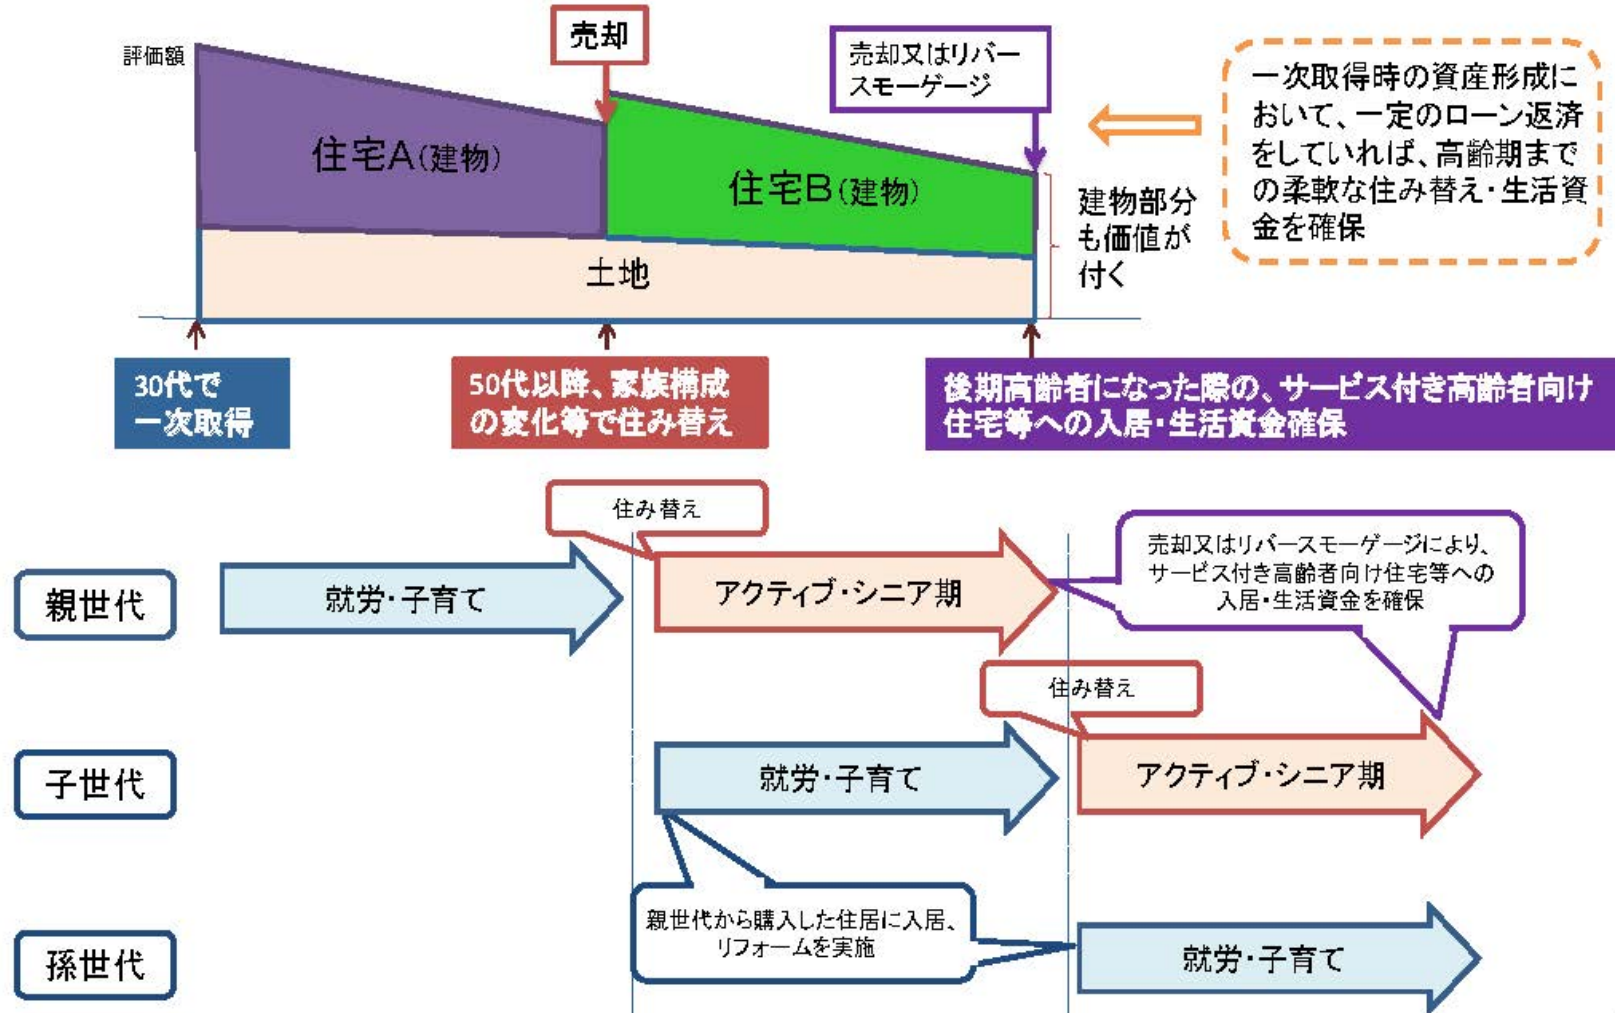 評価額
売却
売却又はリバー
スモーゲージ
一次取得時の資産形成に
おいて、一定のローン返済
をしていれば、高齢期まで
の柔軟な住み替え・生活資
金を確保
住宅A(建物)
住宅B(建物)
建物部分
も価値が
付く
土地
30代で
一次取得
50代以降、家族構成
の変化等で住み替え
後期高齢者になった際の、サービス付き高齢者向け
住宅等への入居・生活資金確保
住み替え
親世代
就労・子育て
アクティブ・シニア期
売却又はリバースモーゲージにより、
サービス付き高齢者向け住宅等への
入居・生活資金を確保
住み替え
子世代
就労・子育て
アクティブ・シニア期
親世代から購入した住居に入居、
リフォームを実施
孫世代
就労・子育て